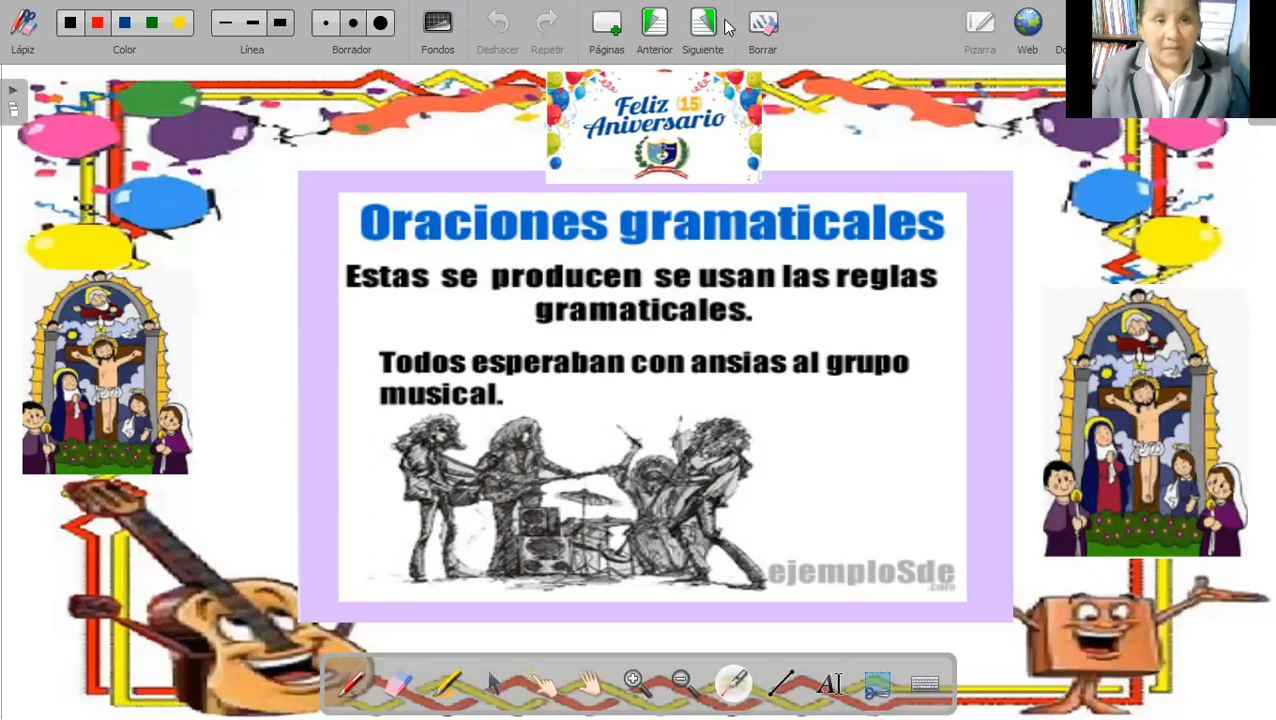 Lápiz
Color
Línea
Borrador
Fondos
Deshacer
Repetir
Páginas
Anterior
Siguiente
Borrar
Pizarra
Web
Feliz 15
Aniversario
Oraciones gramaticales
Estas se producen se usan las reglas
gramaticales.
Todos esperaban con ansias al grupo
musical.
ejemploSde
.com